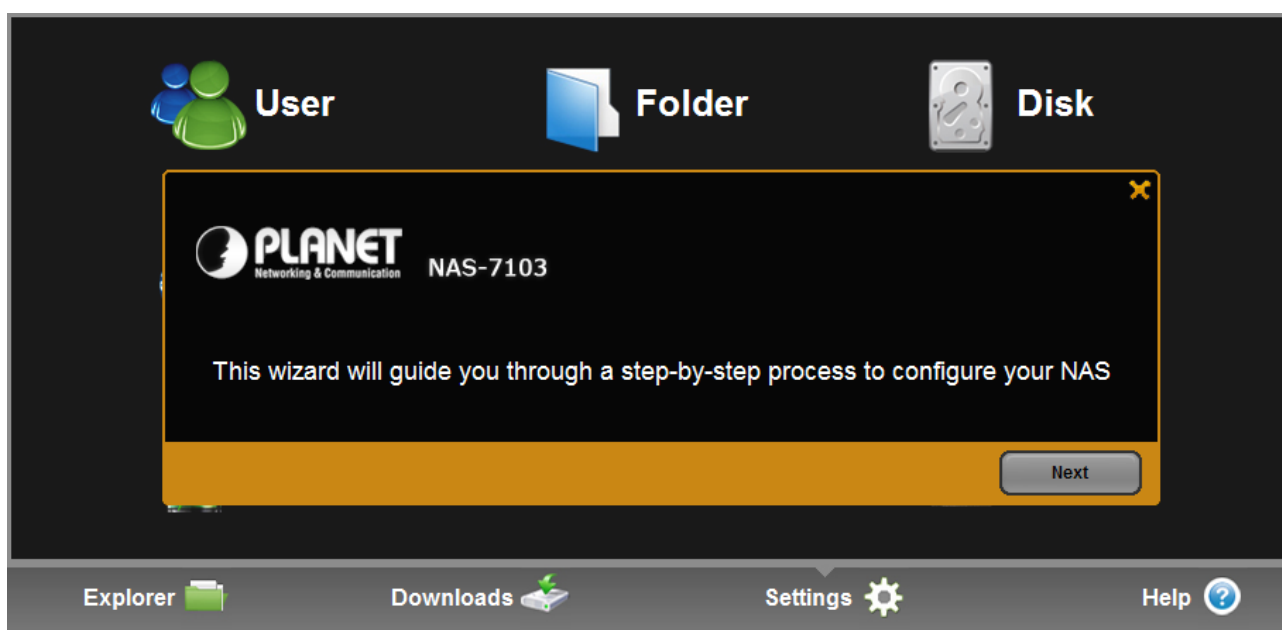 User
Folder
Disk
PLANET
Networking & Communication
NAS-7103
This wizard will guide you through a step-by-step process to configure your NAS
Next
Explorer
Downloads
Settings
Help ?